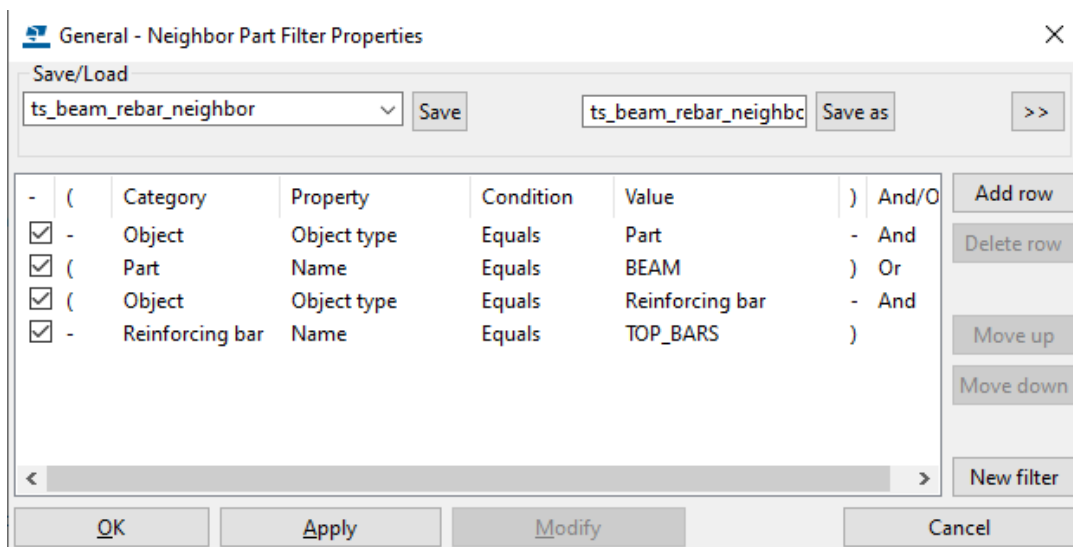 General - Neighbor Part Filter Properties
Save/Load
ts_beam_rebar_neighbor Save ts_beam_rebar_neighbc Save as >>
- ( Category Property Condition Value ) And/O
- Object Object type Equals Part - And
( Part Name Equals BEAM ) Or
( Object Object type Equals Reinforcing bar - And
- Reinforcing bar Name Equals TOP_BARS )
Add row
Delete row
Move up
Move down
New filter
OK Apply Modify Cancel